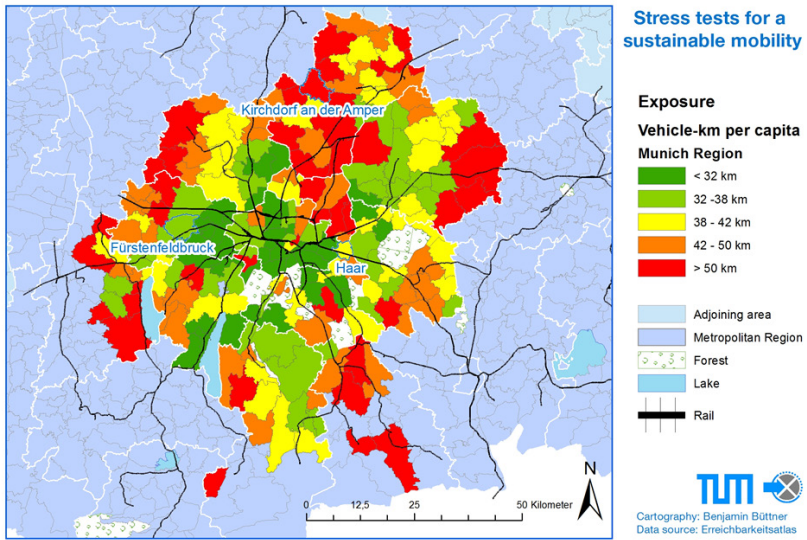 Stress tests for a
sustainable mobility
Kirchdorf an der Amper
Fürstenfeldbruck
Haar
Exposure
Vehicle-km per capita
Munich Region
< 32 km
32 -38 km
38 - 42 km
42 - 50 km
> 50 km
Adjoining area
Metropolitan Region
Forest
Lake
Rail
N
0 12,5 25 50 Kilometer
TUM
Cartography: Benjamin Büttner
Data source: Erreichbarkeitsatlas